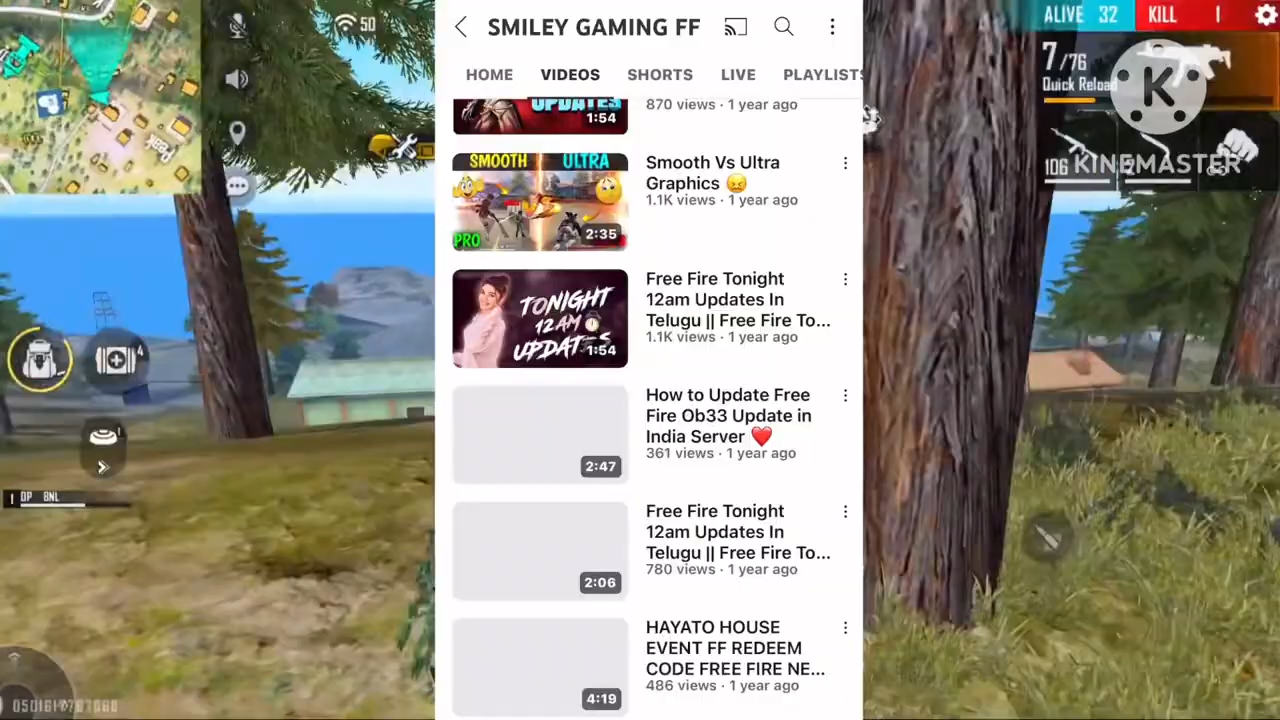 50
Peak
4
1
1 DP_BNL
SMILEY GAMING FF
HOME VIDEOS SHORTS LIVE PLAYLISTS
UPDATES
1:54
870 views · 1 year ago
SMOOTH ULTRA
PRO
2:35
Smooth Vs Ultra
Graphics 😖
1.1K views · 1 year ago
TONIGHT
12AM
UPDATES
1:54
Free Fire Tonight
12am Updates In
Telugu || Free Fire To...
1.1K views · 1 year ago
2:47
How to Update Free
Fire Ob33 Update in
India Server ❤️
361 views · 1 year ago
2:06
Free Fire Tonight
12am Updates In
Telugu || Free Fire To...
780 views · 1 year ago
4:19
HAYATO HOUSE
EVENT FF REDEEM
CODE FREE FIRE NE...
486 views · 1 year ago
ALIVE 32 KILL 1
7/76
Quick Reload
K
106
KINEMASTER